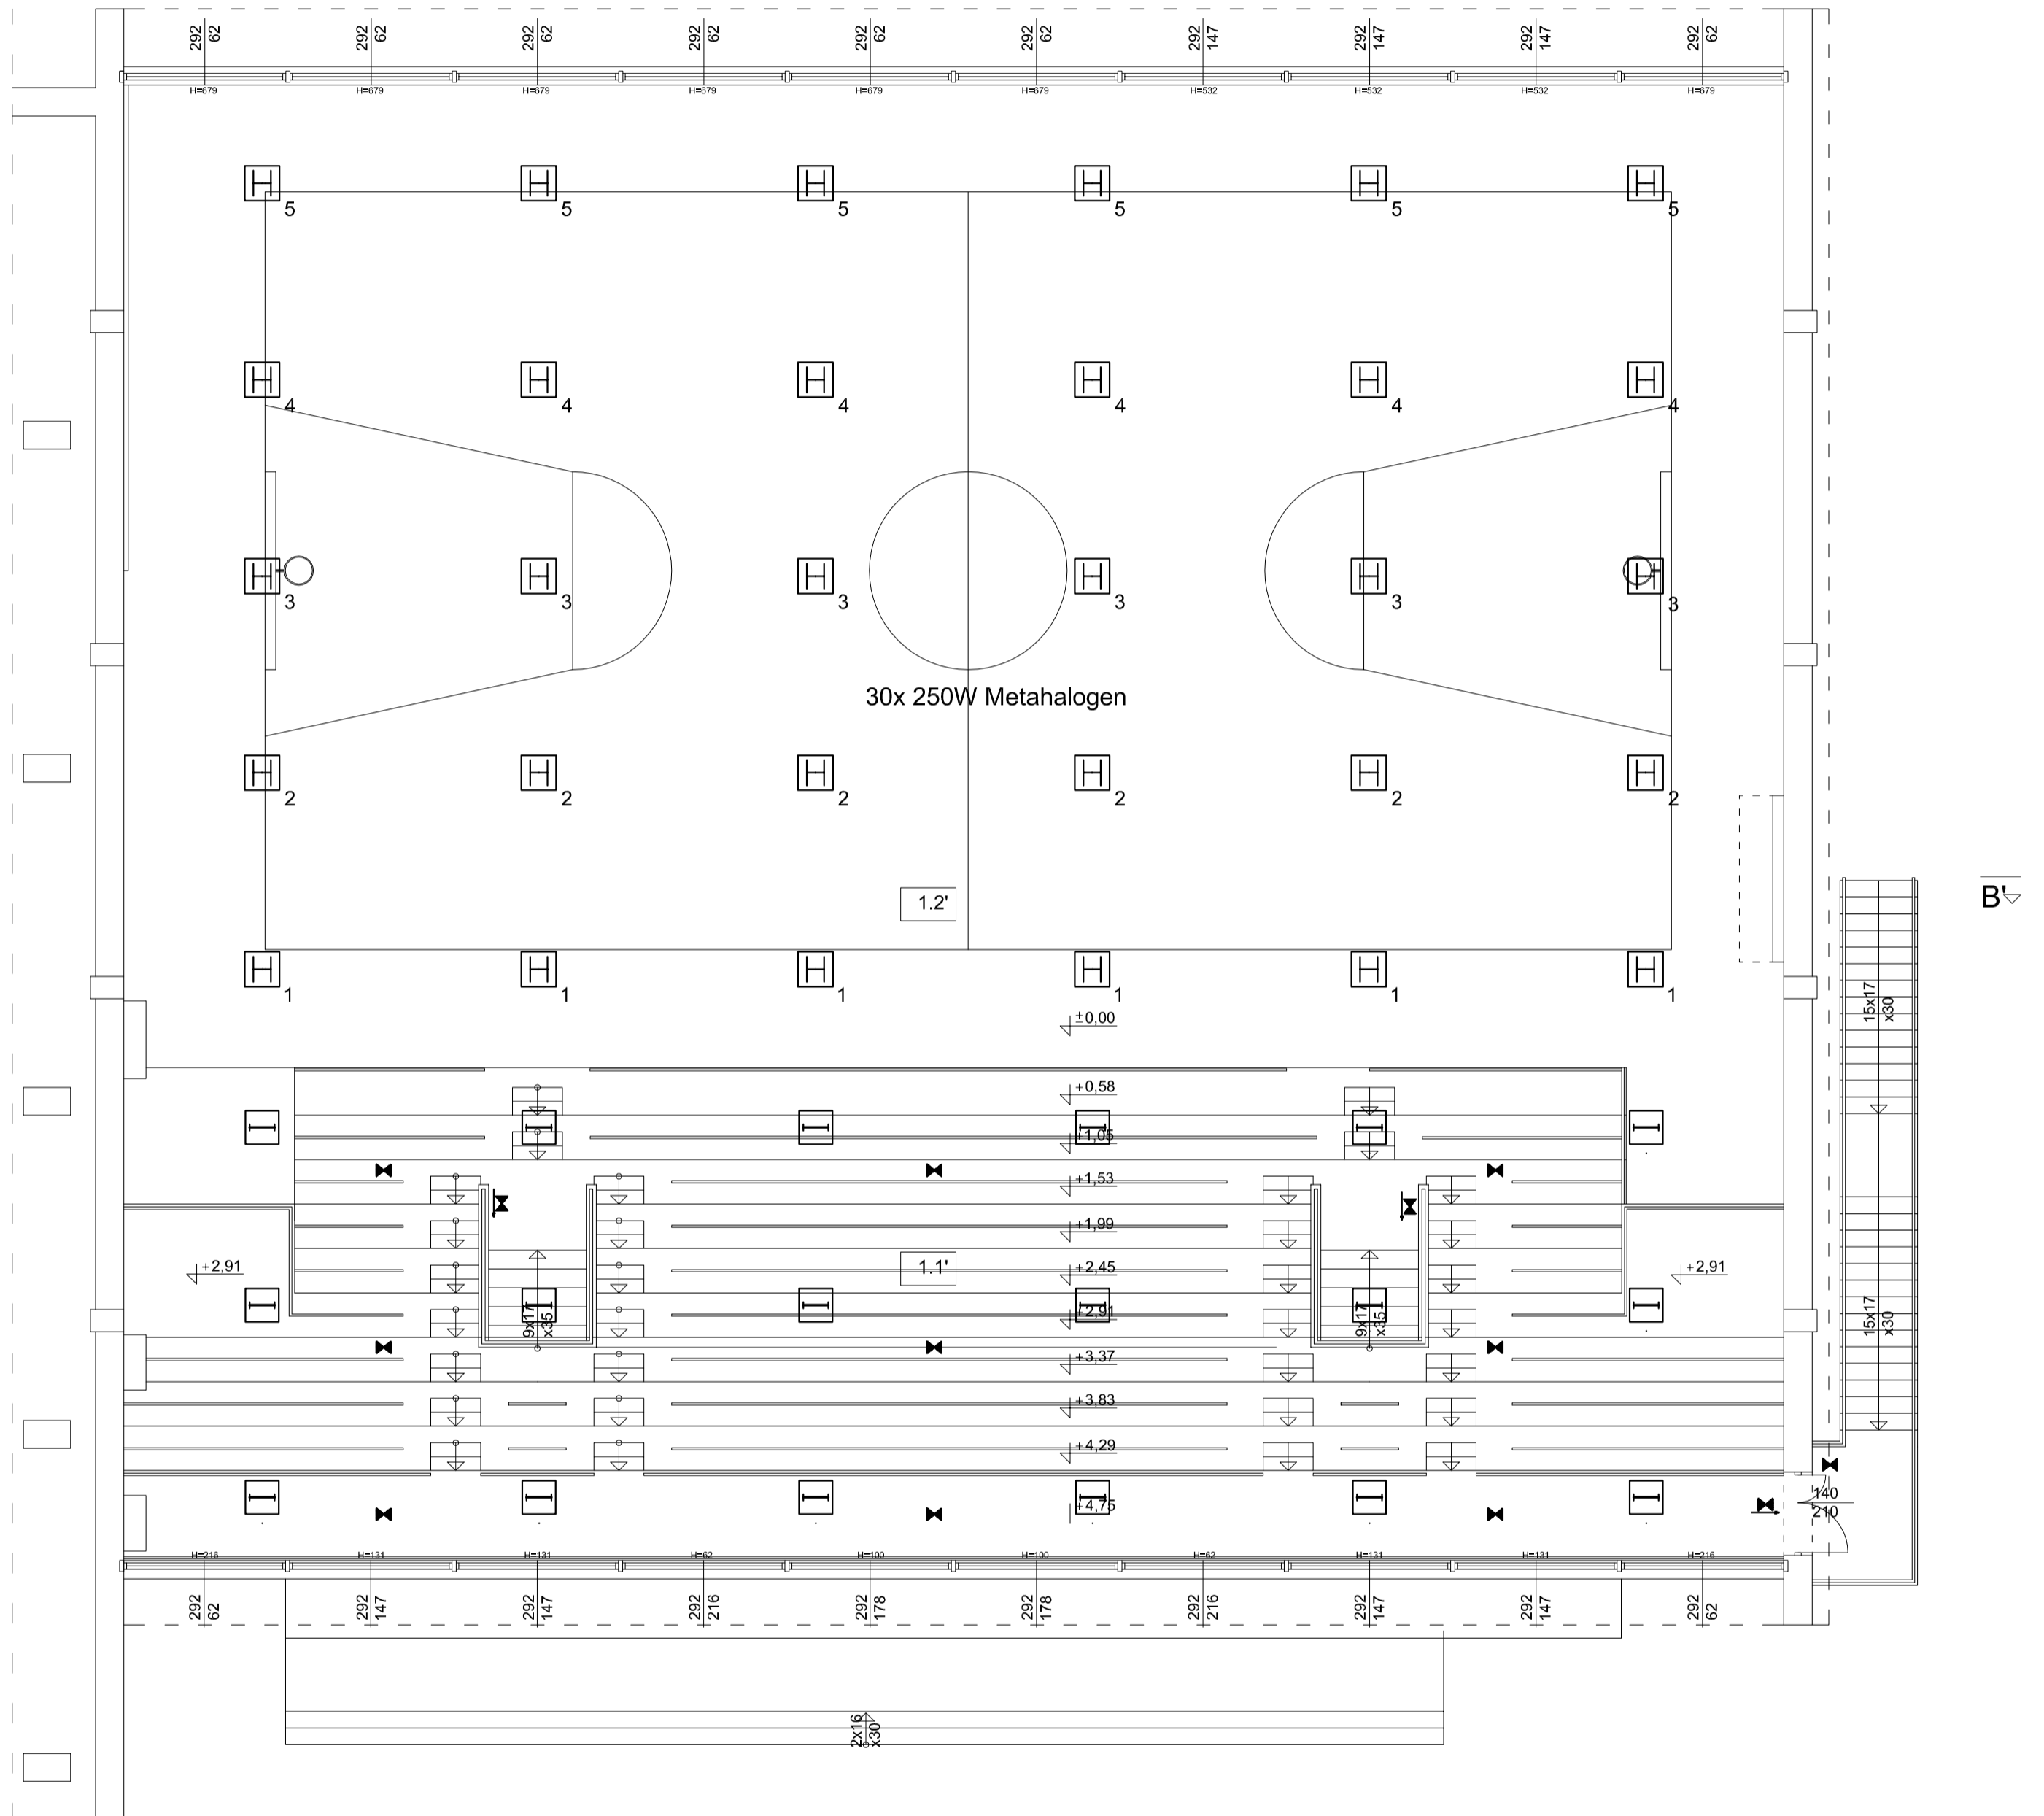 292 292 292 292 292 292 292 292 292 292
62 62 62 62 62 62 147 147 147 62
H=679 H=679 H=679 H=679 H=679 H=679 H=532 H=532 H=532 H=679
H H H H H H
5 5 5 5 5 5
H H H H H H
4 4 4 4 4 4
H H H H H H
3 3 3 3 3 3
30x 250W Metahalogen
H H H H H H
2 2 2 2 2 2
B'
1.2'
H H H H H H
1 1 1 1 1 1
15x17
x30
±0,00
+0,58
I I I I I I
+1,05
+1,53
+1,99
+2,91
1.1'
+2,45
+2,91
I I I I I I
9x17
x35
+2,91
9x17
x35
15x17
x30
+3,37
+3,83
+4,29
I I I I I I
+4,75
140
210
H=216 H=131 H=131 H=62 H=100 H=100 H=62 H=131 H=131 H=216
292 292 292 292 292 292 292 292 292 292
62 147 147 216 178 178 216 147 147 62
2x16
x30